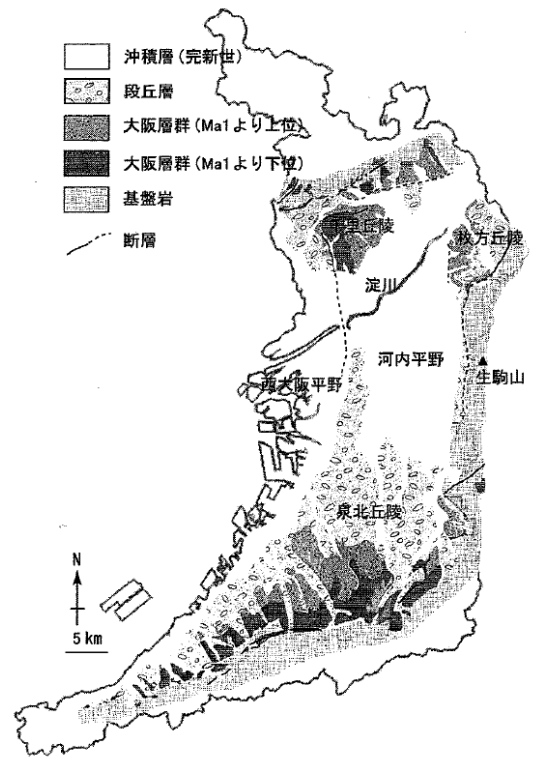 沖積層(完新世)
段丘層
大阪層群(Ma1より上位)
大阪層群(Ma1より下位)
基盤岩
断層
千里丘陵
枚方丘陵
淀川
河内平野
西大阪平野
生駒山
泉北丘陵
N
5 km